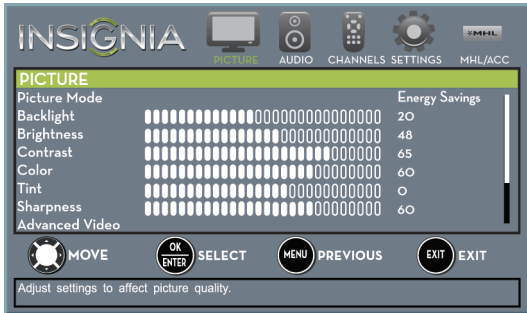 INSIGNIA
PICTURE AUDIO CHANNELS SETTINGS MHL/ACC
MHL
PICTURE
Picture Mode Energy Savings
Backlight 20
Brightness 48
Contrast 65
Color 60
Tint 0
Sharpness 60
Advanced Video
MOVE OK ENTER SELECT MENU PREVIOUS EXIT EXIT
Adjust settings to affect picture quality.